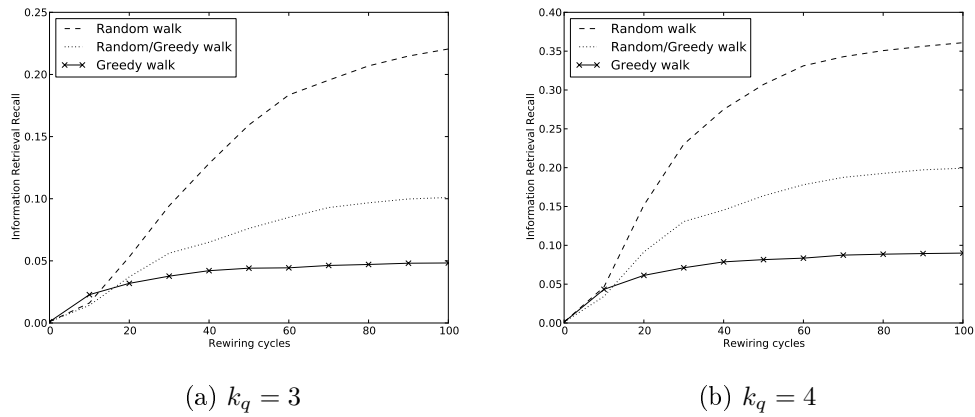 0.25
0.20
0.15
0.10
0.05
0.00
Information Retrieval Recall
Random walk
Random/Greedy walk
Greedy walk
0 20 40 60 80 100
Rewiring cycles
(a) k_q = 3
0.40
0.35
0.30
0.25
0.20
0.15
0.10
0.05
0.00
Information Retrieval Recall
Random walk
Random/Greedy walk
Greedy walk
0 20 40 60 80 100
Rewiring cycles
(b) k_q = 4